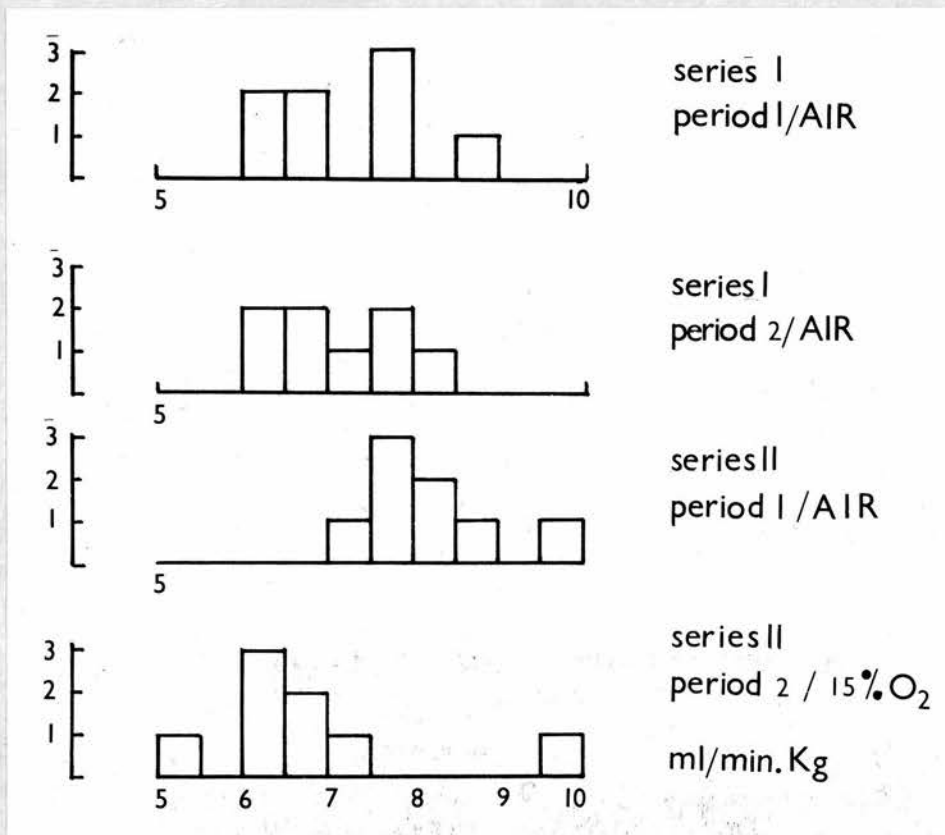 3
2
1
5 10
series I
period 1/AIR
3
2
1
5
series I
period 2/AIR
3
2
1
5
series II
period 1/AIR
3
2
1
5 6 7 8 9 10
series II
period 2 / 15% O₂
ml/min.Kg